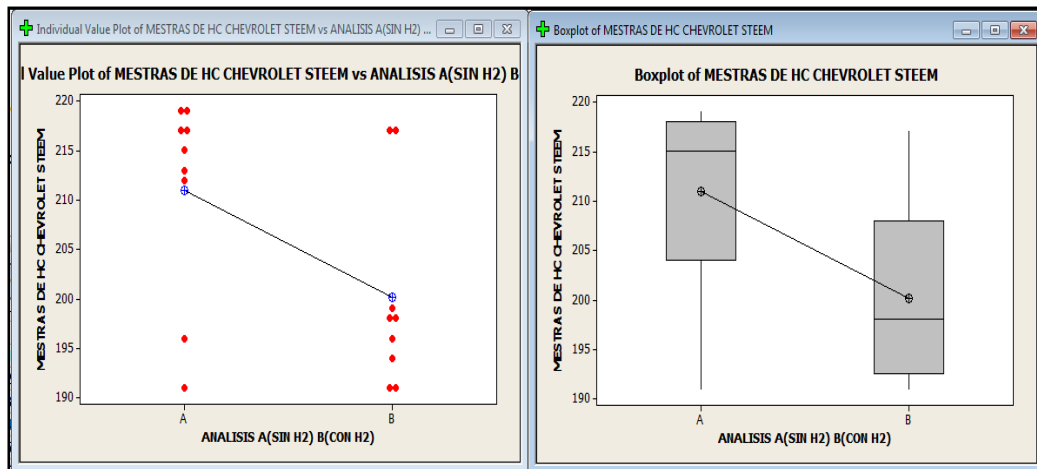 Individual Value Plot of MESTRAS DE HC CHEVROLET STEEM vs ANALISIS A(SIN H2) ...
l Value Plot of MESTRAS DE HC CHEVROLET STEEM vs ANALISIS A(SIN H2) B
MESTRAS DE HC CHEVROLET STEEM
220
215
210
205
200
195
190
A
B
ANALISIS A(SIN H2) B(CON H2)
Boxplot of MESTRAS DE HC CHEVROLET STEEM
Boxplot of MESTRAS DE HC CHEVROLET STEEM
MESTRAS DE HC CHEVROLET STEEM
220
215
210
205
200
195
190
A
B
ANALISIS A(SIN H2) B(CON H2)